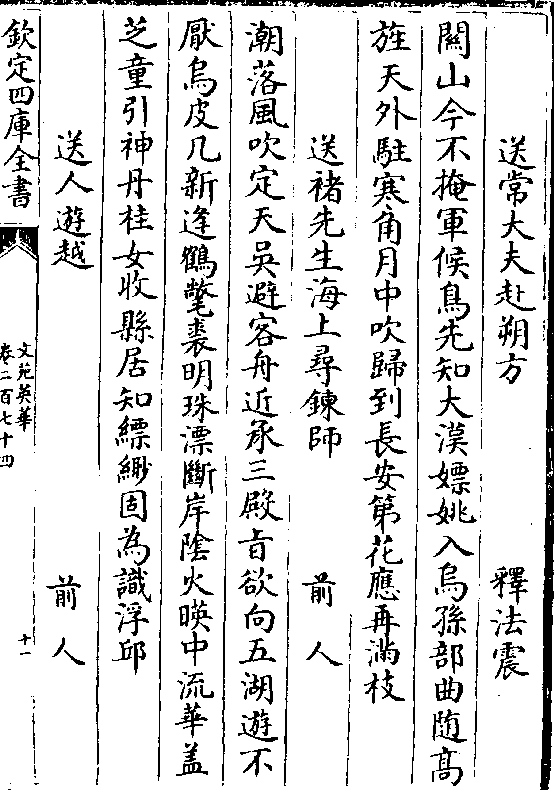 送常大夫赴朔方　釋法震
關山今不掩軍候鳥先知大漠嫖姚入烏孫部曲随髙
旌天外駐寒角月中吹歸到長安第花應再滿枝
送褚先生海上尋鍊師　前人
潮落風吹定天吳避客舟近承三殿㫖欲向五湖遊不
厭烏皮几新逢鶴氅裘明珠漂斷岸陰火暎中流華盖
芝童引神丹桂女收縣居知縹緲固為識浮邱
送人遊越　前人
欽定四庫全書
文苑英華
卷二百七十四
十一